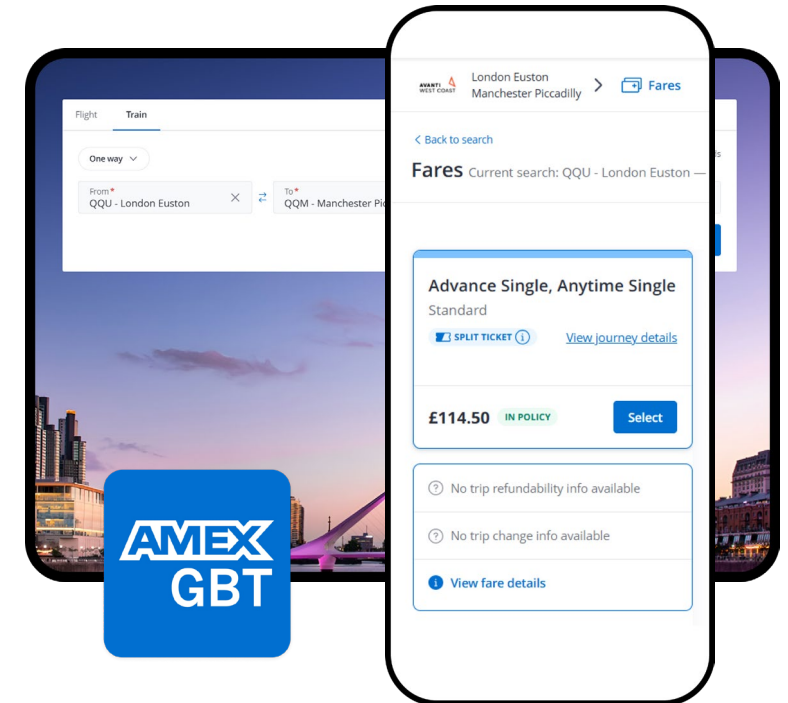 Flight Train
One way
From*
QQU - London Euston
To*
QQM - Manchester
AVANTI
WEST COAST
London Euston
Manchester Piccadilly
Fares
Back to search
Fares Current search: QQU - London Euston —
Advance Single, Anytime Single
Standard
SPLIT TICKET
View journey details
£114.50 IN POLICY
Select
No trip refundability info available
No trip change info available
View fare details
AMEX
GBT